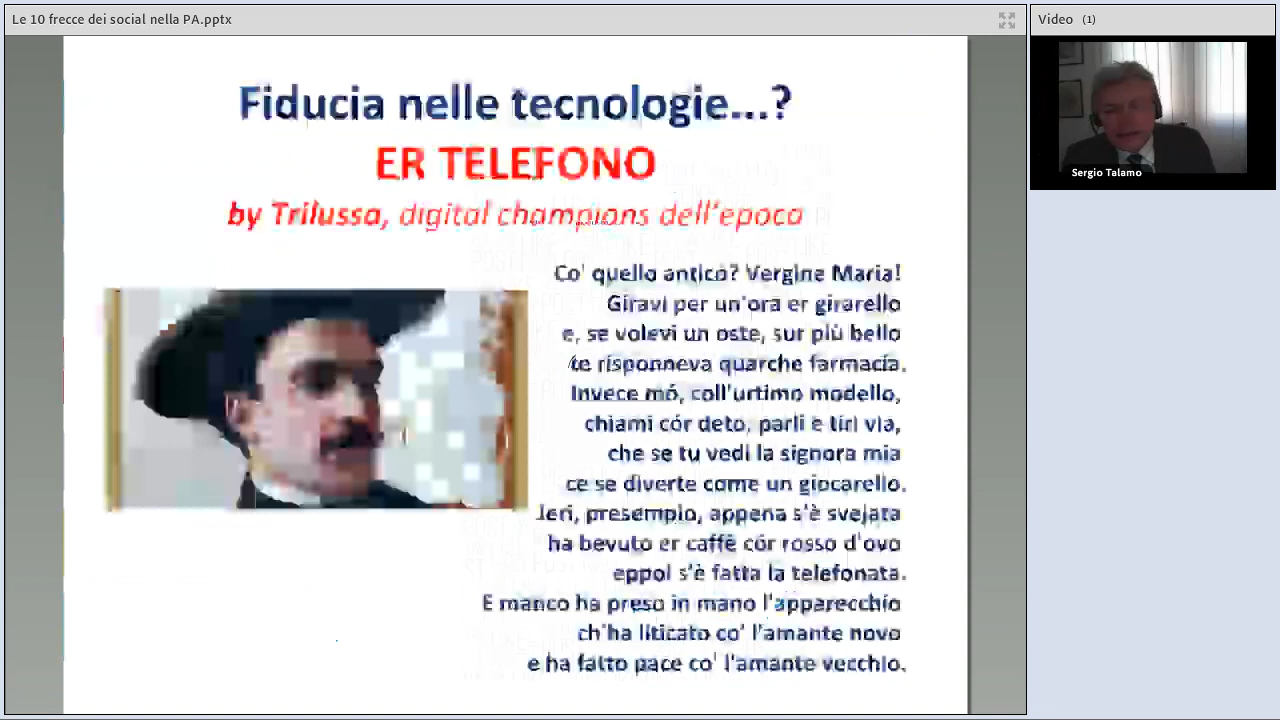 Le 10 frecce dei social nella PA.pptx
Video (1)
Sergio Talamo
Fiducia nelle tecnologie...?
ER TELEFONO
by Trilussa, digital champions dell'epoca
Co' quello antico? Vergine Maria!
Giravi per un'ora er girarello
e, se volevi un oste, sur più bello
te risponneva quarche farmacia.
Invece mó, coll'urtimo modello,
chiami cór deto, parli e tiri via,
che se tu vedi la signora mia
ce se diverte come un giocarello.
Ieri, presempio, appena s'è svejata
ha bevuto er caffè cór rosso d'ovo
eppoi s'è fatta la telefonata.
E manco ha preso in mano l'apparecchio
ch'ha liticato co' l'amante novo
e ha fatto pace co' l'amante vecchio.